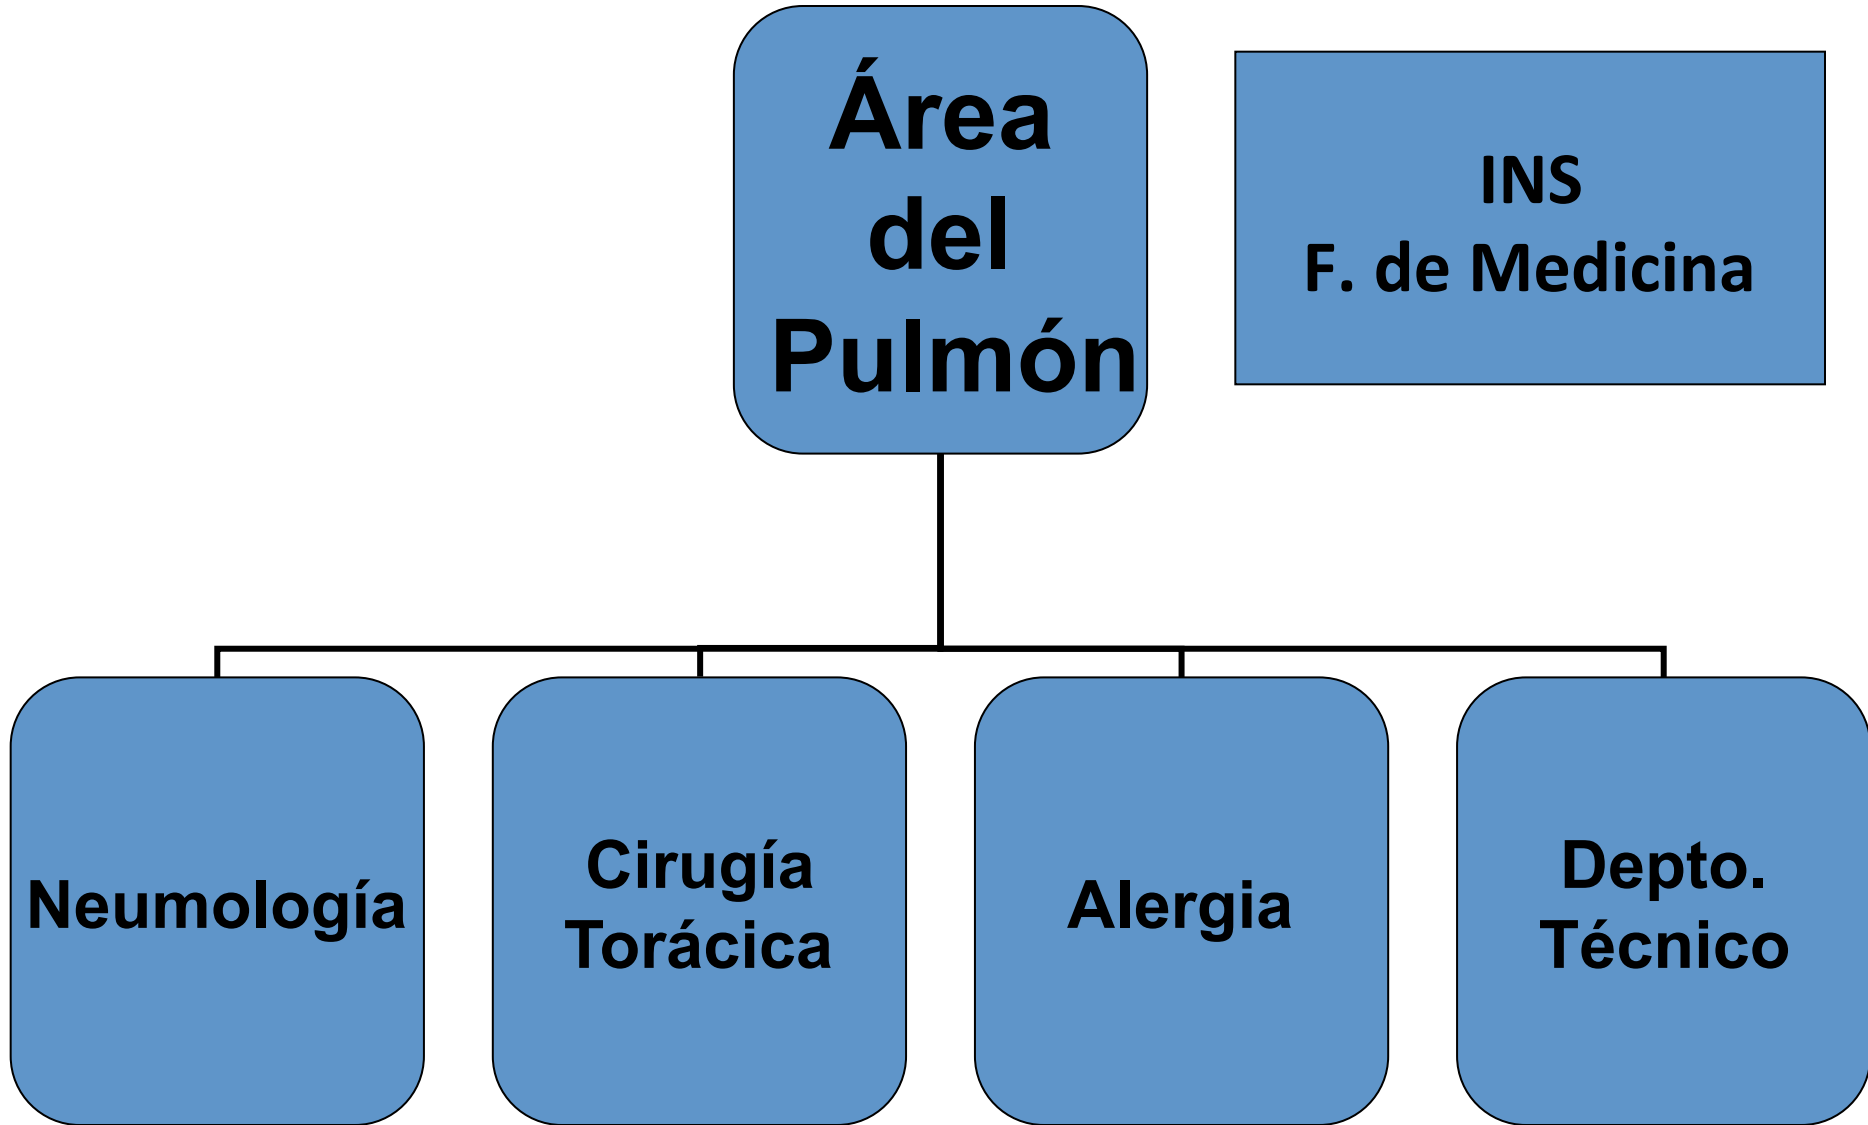 Área
del
Pulmón
INS
F. de Medicina
Neumología
Cirugía
Torácica
Alergia
Depto.
Técnico